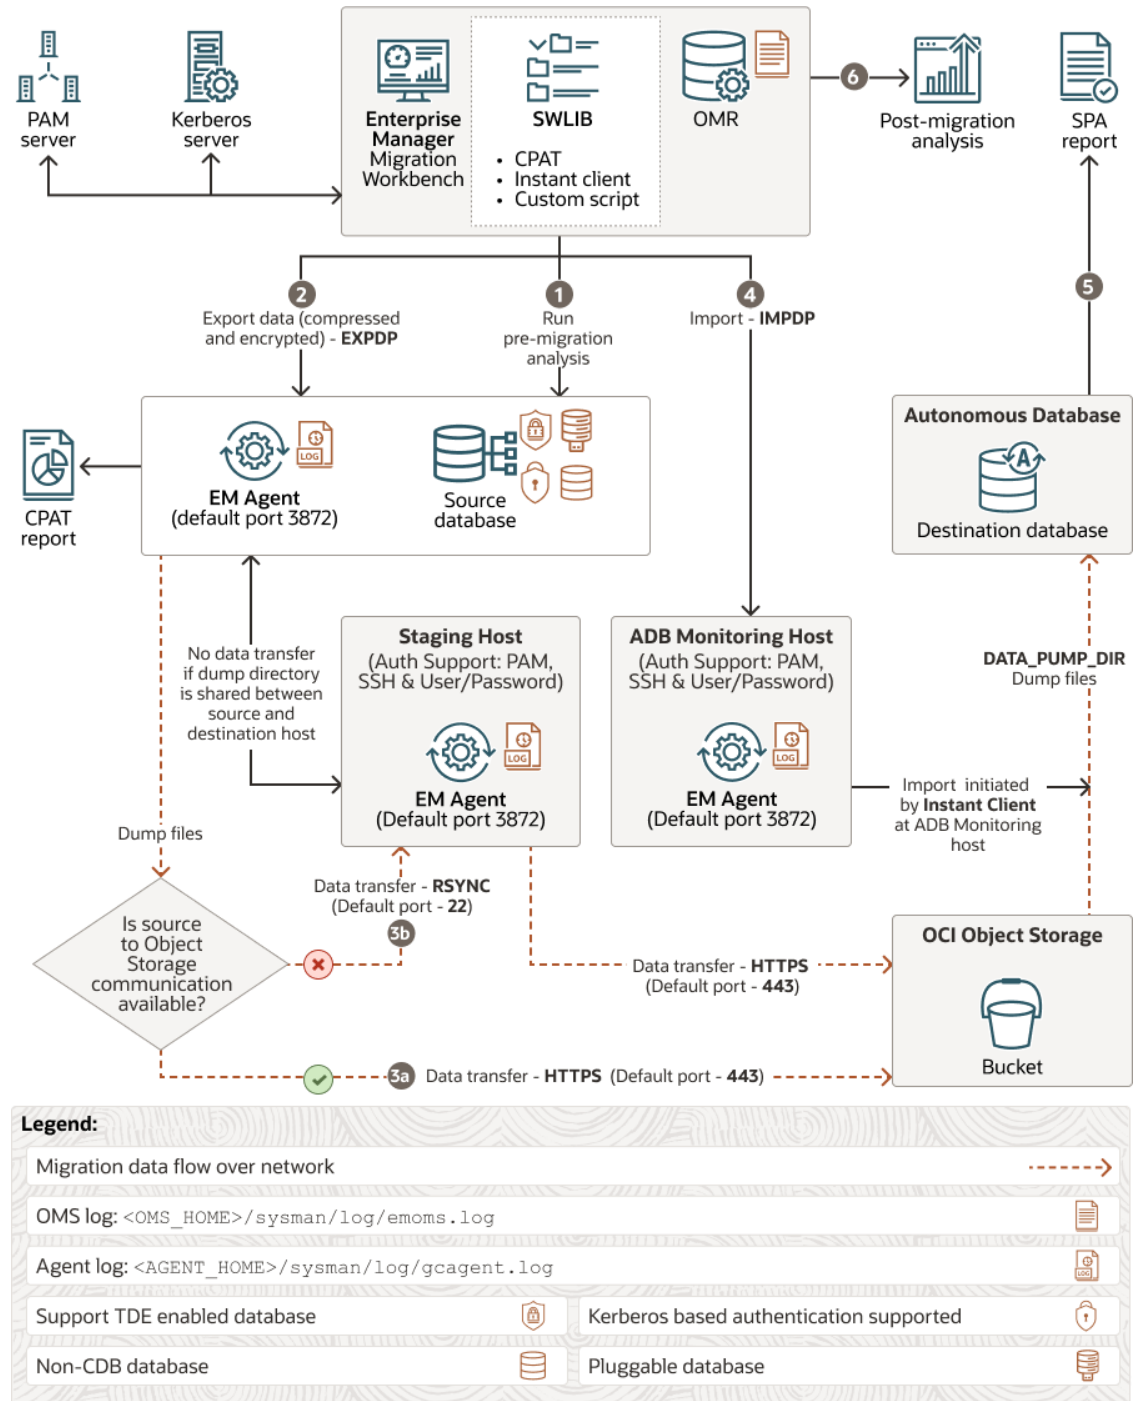 PAM
server
Kerberos
server
Enterprise
Manager
Migration
Workbench
SWLIB
• CPAT
• Instant client
• Custom script
OMR
6
Post-migration
analysis
SPA
report
2
Export data (compressed
and encrypted) - EXPDP
1
Run
pre-migration
analysis
4
Import - IMPDP
5
CPAT
report
LOG
EM Agent
(default port 3872)
Source
database
Autonomous Database
A
Destination database
No data transfer
if dump directory
is shared between
source and
destination host
Staging Host
(Auth Support: PAM,
SSH & User/Password)
LOG
EM Agent
(Default port 3872)
ADB Monitoring Host
(Auth Support: PAM,
SSH & User/Password)
LOG
EM Agent
(Default port 3872)
DATA_PUMP_DIR
Dump files
Import initiated
by Instant Client
at ADB Monitoring
host
Dump files
Data transfer - RSYNC
(Default port - 22)
3b
Is source
to Object
Storage
communication
available?
Data transfer - HTTPS
(Default port - 443)
OCI Object Storage
Bucket
3a
Data transfer - HTTPS (Default port - 443)
Legend:
Migration data flow over network
OMS log: <OMS_HOME>/sysman/log/emoms.log
Agent log: <AGENT_HOME>/sysman/log/gcagent.log
LOG
Support TDE enabled database
Kerberos based authentication supported
Non-CDB database
Pluggable database